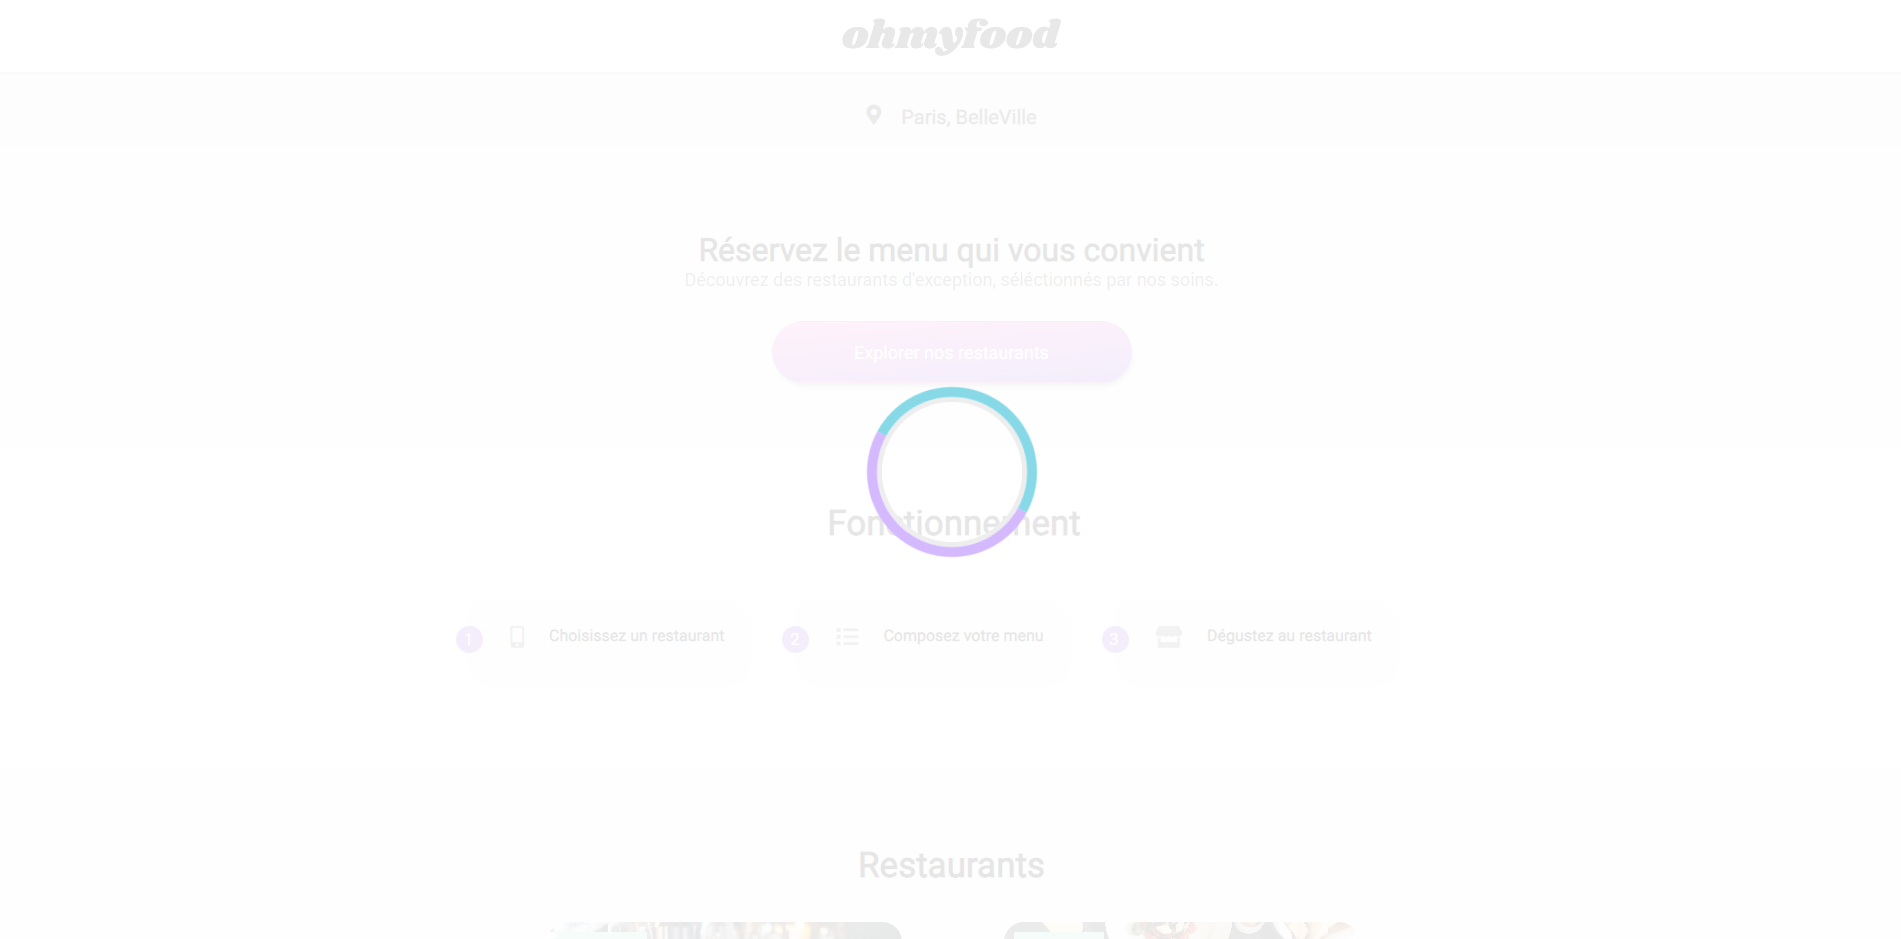 ohmyfood
Paris, BelleVille
Réservez le menu qui vous convient
Découvrez des restaurants d'exception, séléctionnés par nos soins.
Explorer nos restaurants
Fonctionnement
1 Choisissez un restaurant
2 Composez votre menu
3 Dégustez au restaurant
Restaurants